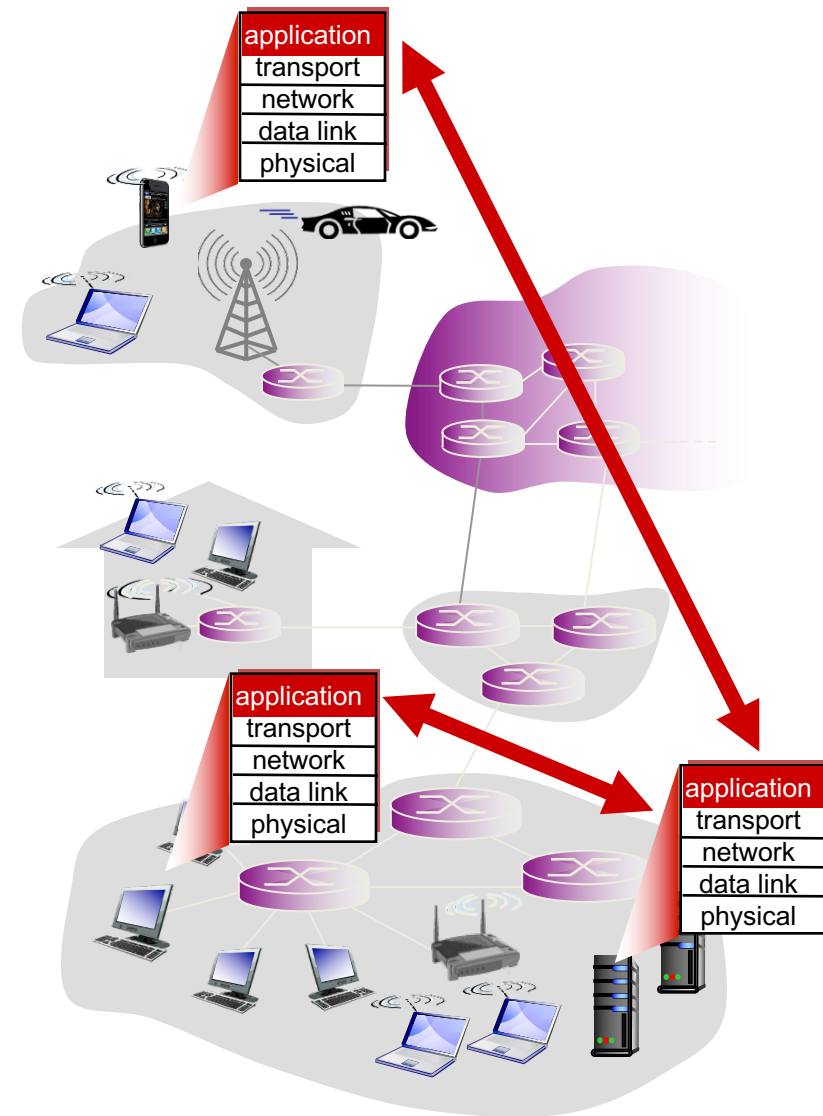 application
transport
network
data link
physical
application
transport
network
data link
physical
application
transport
network
data link
physical